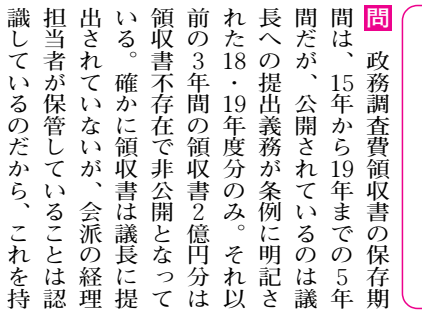 問　政務調査費領収書の保存期
間は、15年から19年までの５年
間だが、公開されているのは議
長への提出義務が条例に明記さ
れた18・19年度分のみ。それ以
前の３年間の領収書２億円分は
領収書不存在で非公開となって
いる。確かに領収書は議長に提
出されていないが、会派の経理
担当者が保管していることは認
識しているのだから、これを持